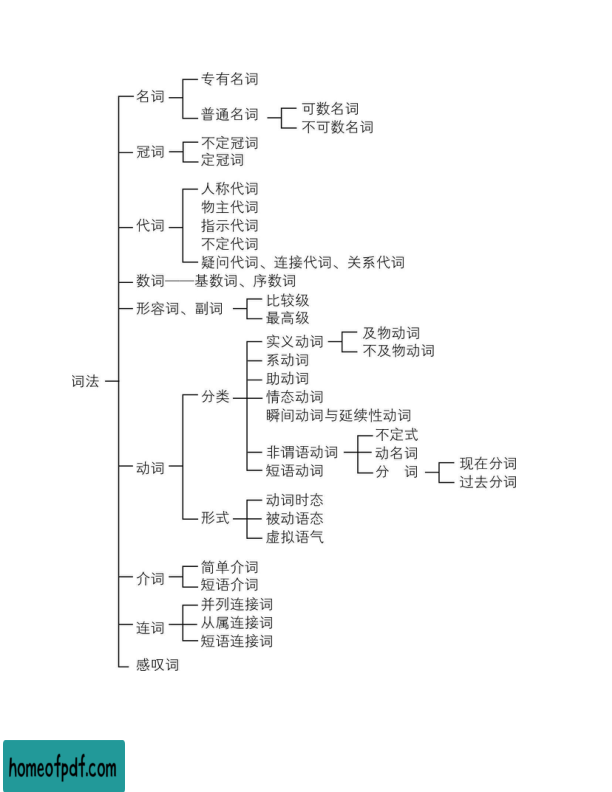 专有名词
名词
普通名词
可数名词
不可数名词
不定冠词
冠词
定冠词
人称代词
物主代词
代词
指示代词
不定代词
疑问代词、连接代词、关系代词
数词——基数词、序数词
比较级
形容词、副词
最高级
实义动词
及物动词
不及物动词
系动词
词法
助动词
分类
情态动词
瞬间动词与延续性动词
不定式
非谓语动词
动名词
现在分词
动词
短语动词
分 词
过去分词
动词时态
形式
被动语态
虚拟语气
简单介词
介词
短语介词
并列连接词
连词
从属连接词
短语连接词
感叹词
homeofpdf.com